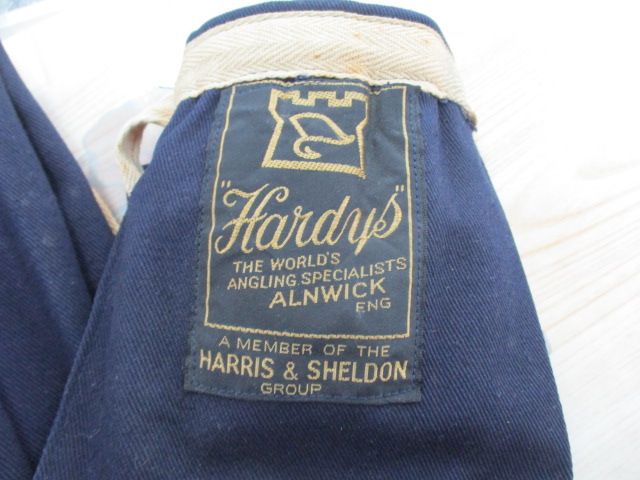 "Hardys"
THE WORLD'S
ANGLING SPECIALISTS
ALNWICK
ENG
A MEMBER OF THE
HARRIS & SHELDON
GROUP